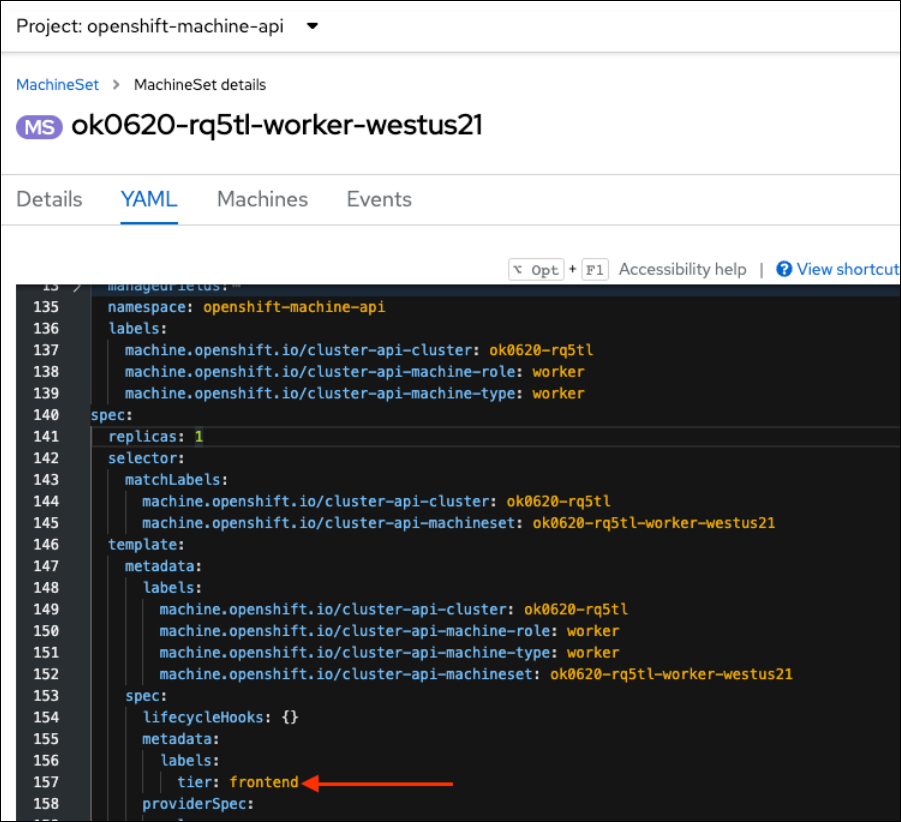 Project: openshift-machine-api
MachineSet > MachineSet details
MS ok0620-rq5tl-worker-westus21
Details YAML Machines Events
⌥ Opt + F1 Accessibility help | View shortcut
13 managedFields:
135 namespace: openshift-machine-api
136 labels:
137 machine.openshift.io/cluster-api-cluster: ok0620-rq5tl
138 machine.openshift.io/cluster-api-machine-role: worker
139 machine.openshift.io/cluster-api-machine-type: worker
140 spec:
141 replicas: 1
142 selector:
143 matchLabels:
144 machine.openshift.io/cluster-api-cluster: ok0620-rq5tl
145 machine.openshift.io/cluster-api-machineset: ok0620-rq5tl-worker-westus21
146 template:
147 metadata:
148 labels:
149 machine.openshift.io/cluster-api-cluster: ok0620-rq5tl
150 machine.openshift.io/cluster-api-machine-role: worker
151 machine.openshift.io/cluster-api-machine-type: worker
152 machine.openshift.io/cluster-api-machineset: ok0620-rq5tl-worker-westus21
153 spec:
154 lifecycleHooks: {}
155 metadata:
156 labels:
157 tier: frontend
158 providerSpec: